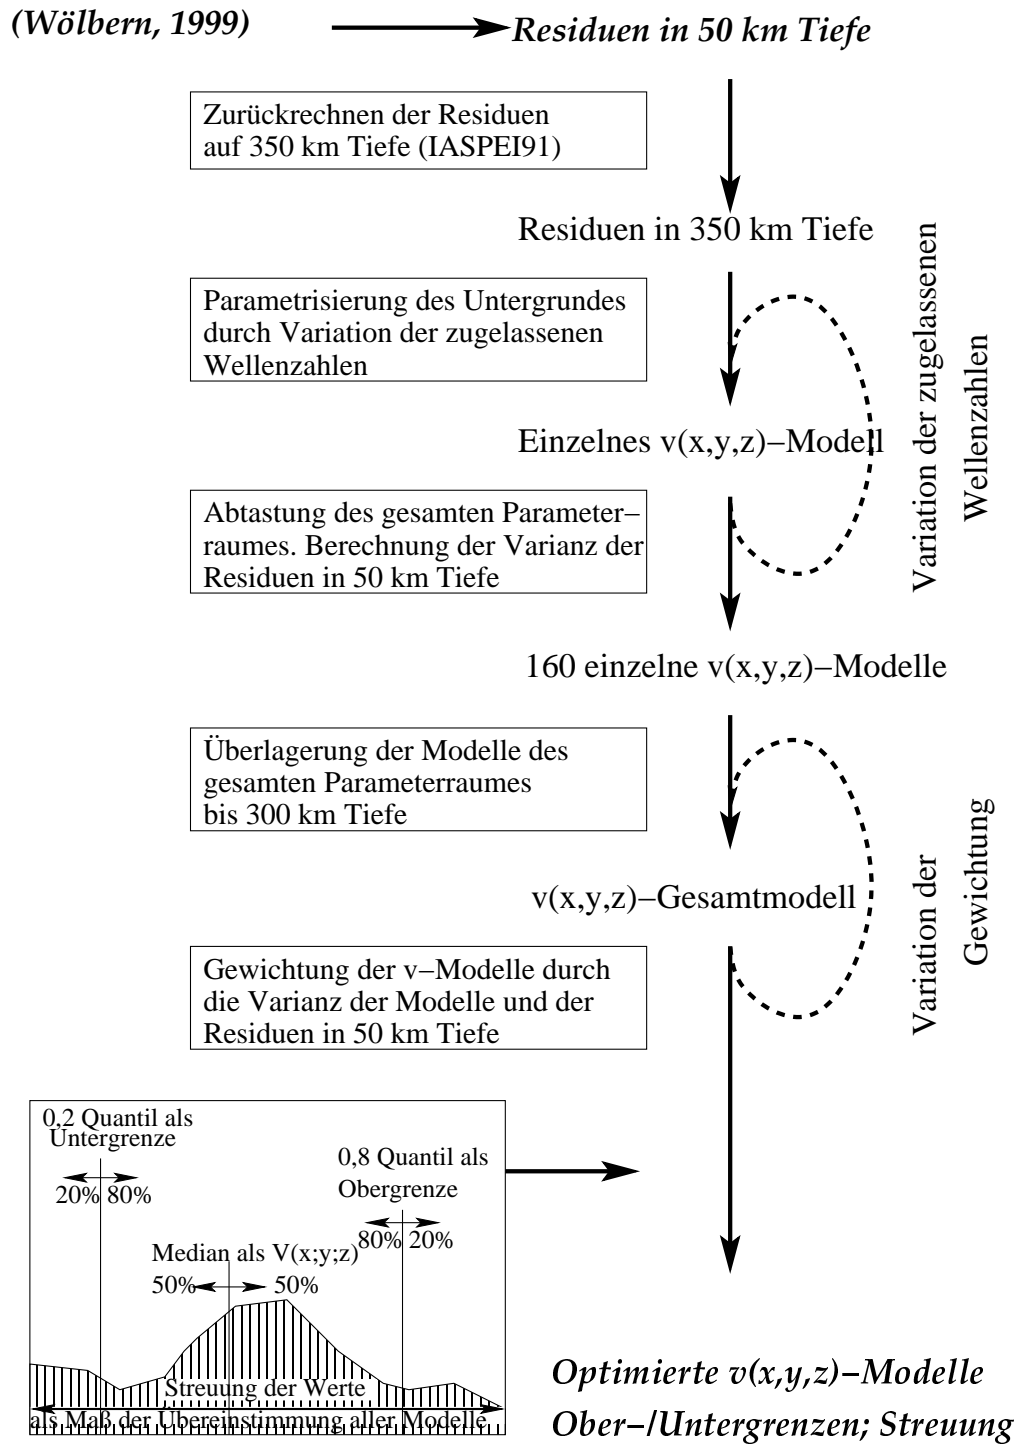 (Wölbern, 1999)
Residuen in 50 km Tiefe
Zurückrechnen der Residuen
auf 350 km Tiefe (IASPEI91)
Residuen in 350 km Tiefe
Parametrisierung des Untergrundes
durch Variation der zugelassenen
Wellenzahlen
Variation der zugelassenen
Wellenzahlen
Einzelnes v(x,y,z)−Modell
Abtastung des gesamten Parameter−
raumes. Berechnung der Varianz der
Residuen in 50 km Tiefe
160 einzelne v(x,y,z)−Modelle
Überlagerung der Modelle des
gesamten Parameterraumes
bis 300 km Tiefe
Variation der
Gewichtung
v(x,y,z)−Gesamtmodell
Gewichtung der v−Modelle durch
die Varianz der Modelle und der
Residuen in 50 km Tiefe
0,2 Quantil als
Untergrenze
20% 80%
0,8 Quantil als
Obergrenze
80% 20%
Median als V(x;y;z)
50% 50%
Streuung der Werte
als Maß der Übereinstimmung aller Modelle
Optimierte v(x,y,z)−Modelle
Ober−/Untergrenzen; Streuung